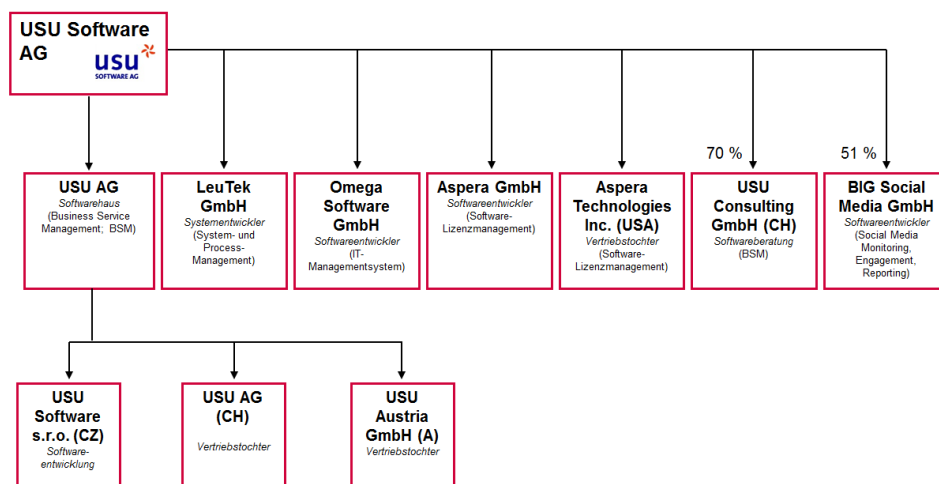 USU Software
AG
usu
SOFTWARE AG
70 %
51 %
USU AG
Softwarehaus
(Business Service
Management; BSM)
LeuTek
GmbH
Systementwickler
(System- und
Process-
Management)
Omega
Software
GmbH
Softwareentwickler
(IT-
Managementsystem)
Aspera GmbH
Softwareentwickler
(Software-
Lizenzmanagement)
Aspera
Technologies
Inc. (USA)
Vertriebstochter
(Software-
Lizenzmanagement)
USU
Consulting
GmbH (CH)
Softwareberatung
(BSM)
BIG Social
Media GmbH
Softwareentwickler
(Social Media
Monitoring,
Engagement,
Reporting)
USU
Software
s.r.o. (CZ)
Software-
entwicklung
USU AG
(CH)
Vertriebstochter
USU
Austria
GmbH (A)
Vertriebstochter